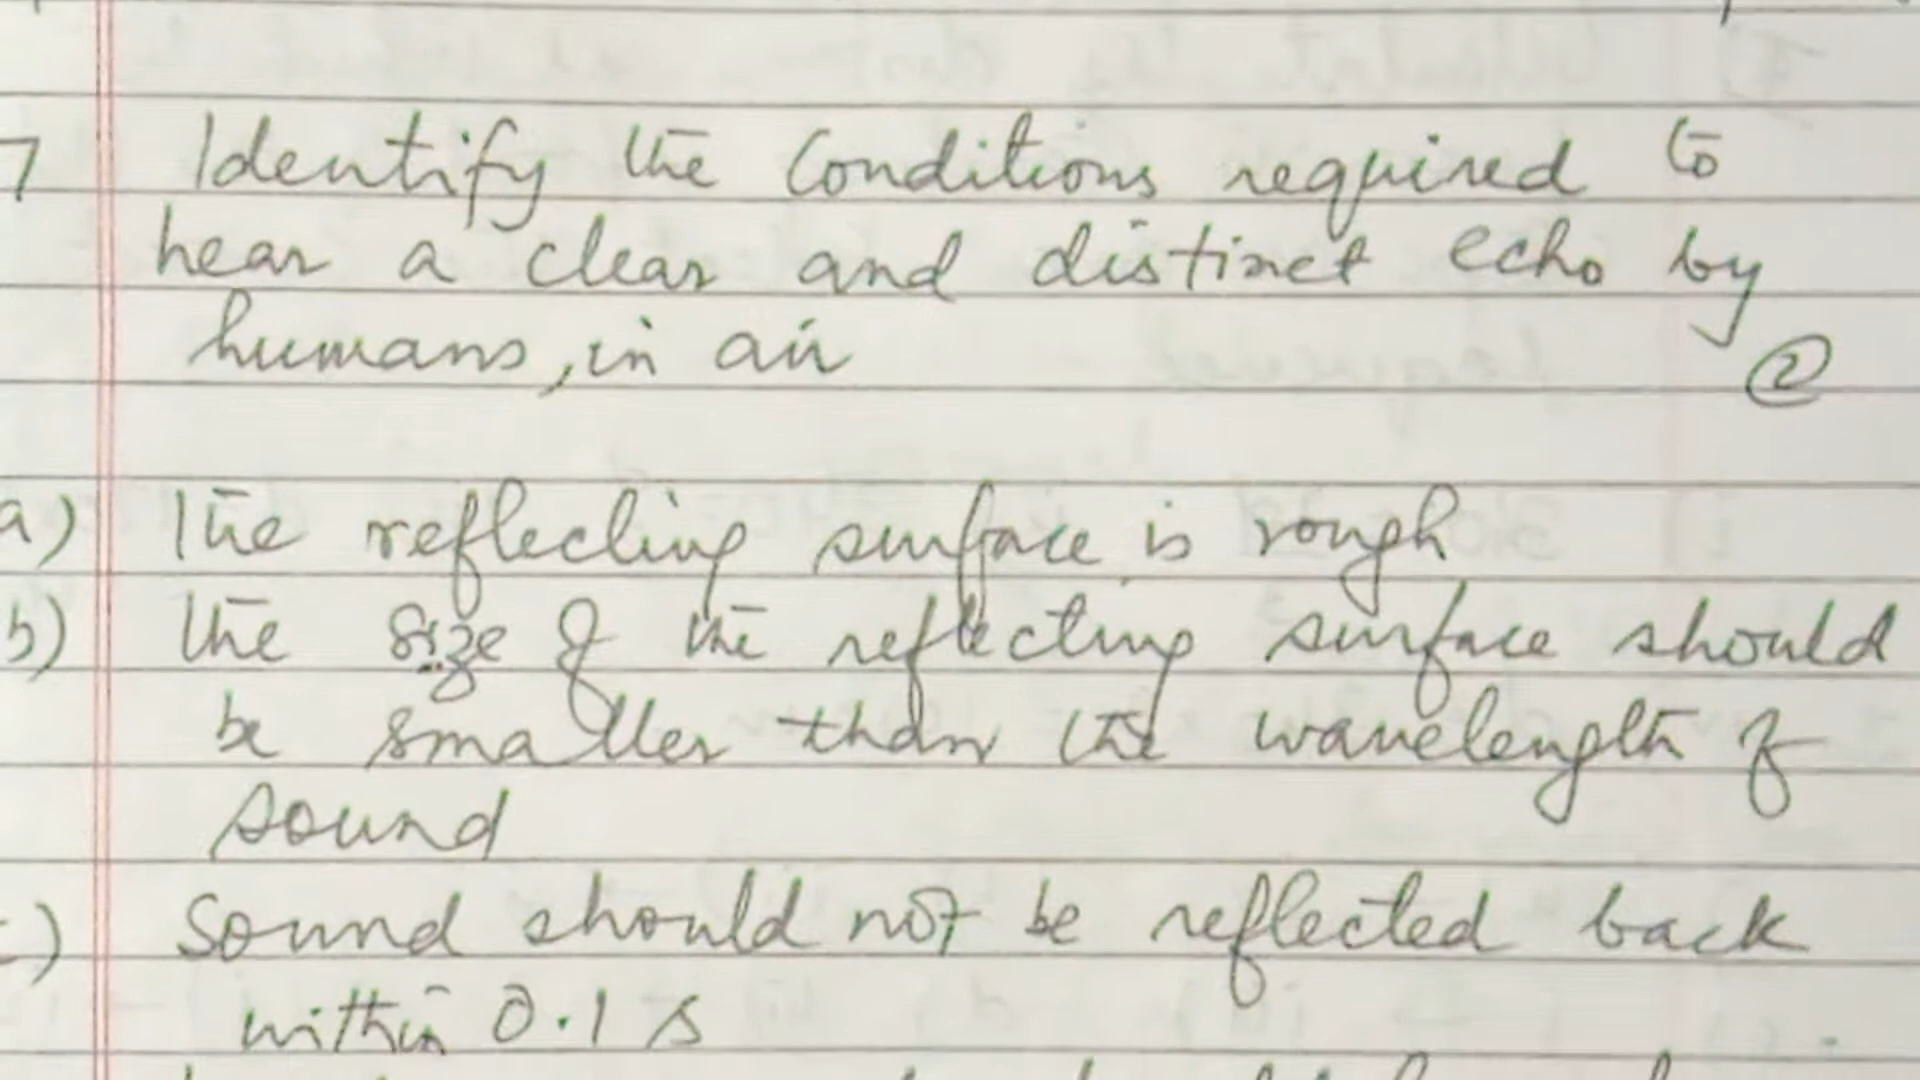 7 Identify the Conditions required to
hear a clear and distinct echo by
humans, in air
2
a) The reflecting surface is rough
b) The size of the reflecting surface should
be smaller than the wavelength of
sound
c) Sound should not be reflected back
within 0.1 s